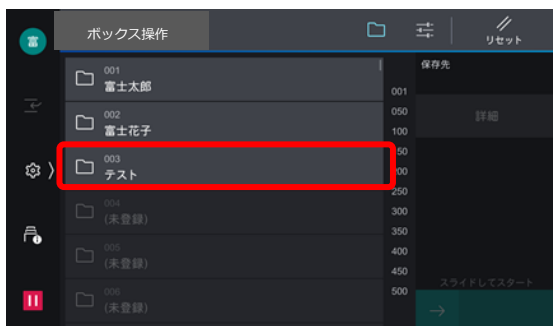 富
ボックス操作
リセット
001
富士太郎
002
富士花子
003
テスト
004
(未登録)
005
(未登録)
006
(未登録)
001
050
100
50
00
250
300
350
400
450
500
保存先
詳細
スライドしてスタート